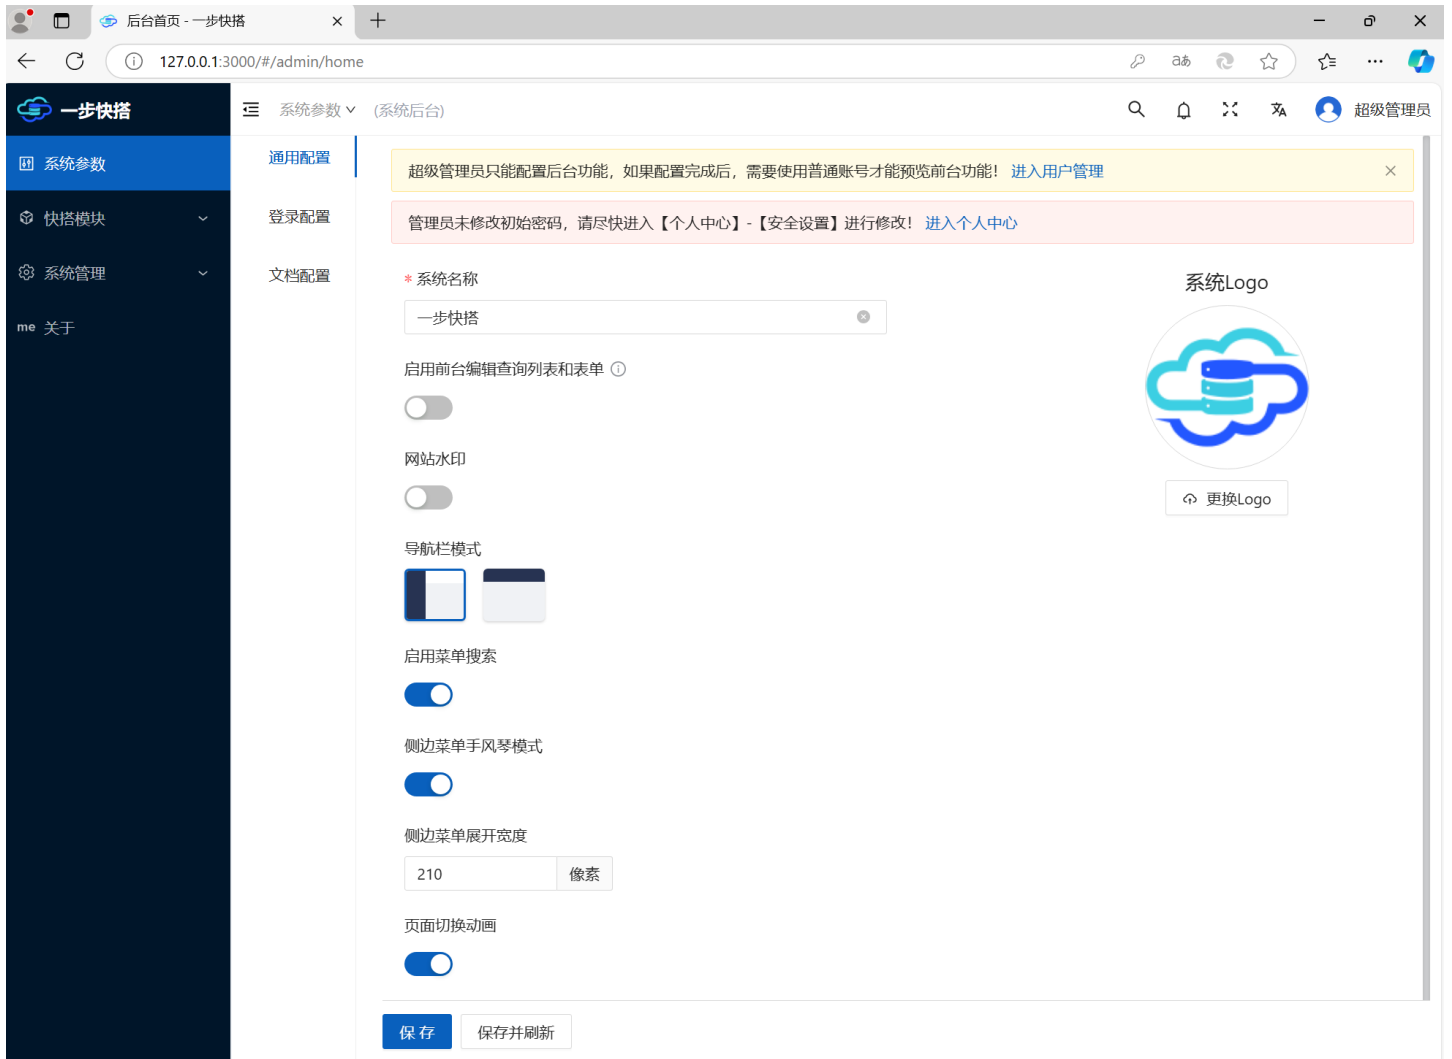 后台首页 - 一步快搭
127.0.0.1:3000/#/admin/home
aあ
一步快搭
系统参数
(系统后台)
超级管理员
系统参数
快搭模块
系统管理
me 关于
通用配置
登录配置
文档配置
超级管理员只能配置后台功能，如果配置完成后，需要使用普通账号才能预览前台功能！ 进入用户管理
管理员未修改初始密码，请尽快进入【个人中心】-【安全设置】进行修改！ 进入个人中心
* 系统名称
一步快搭
系统Logo
更换Logo
启用前台编辑查询列表和表单
网站水印
导航栏模式
启用菜单搜索
侧边菜单手风琴模式
侧边菜单展开宽度
210 像素
页面切换动画
保 存 保存并刷新